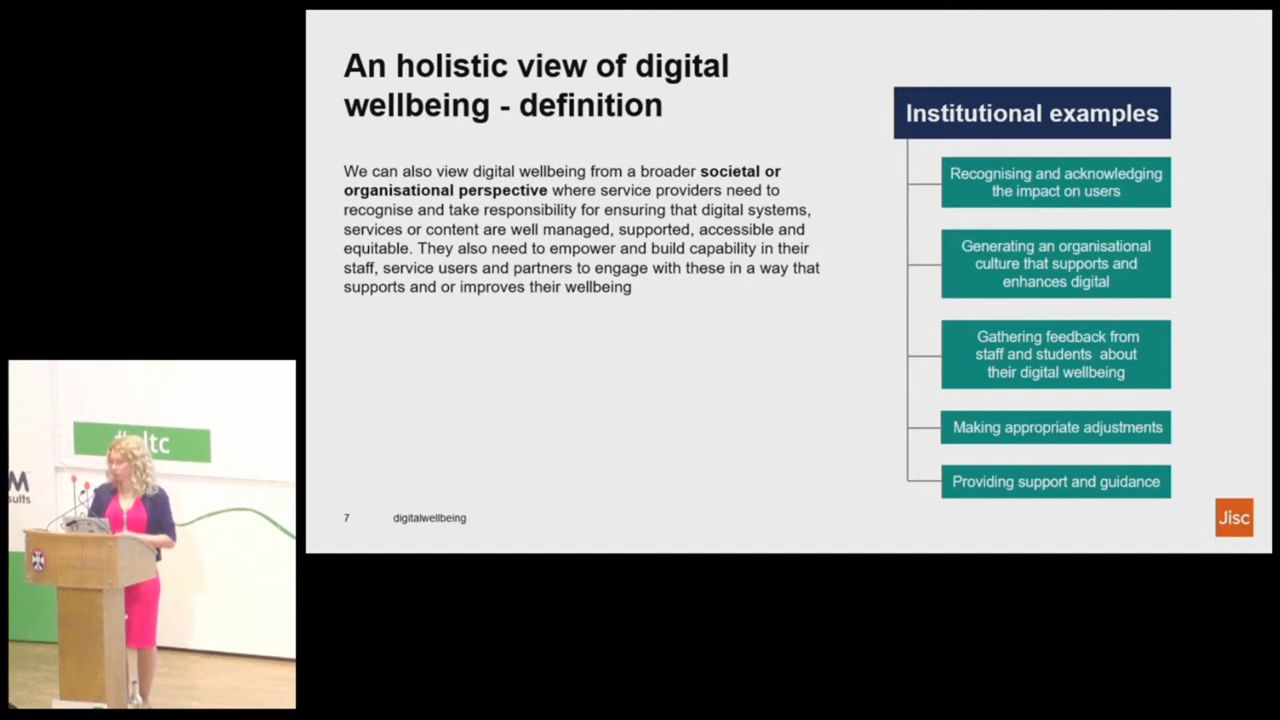 An holistic view of digital
wellbeing - definition
We can also view digital wellbeing from a broader societal or
organisational perspective where service providers need to
recognise and take responsibility for ensuring that digital systems,
services or content are well managed, supported, accessible and
equitable. They also need to empower and build capability in their
staff, service users and partners to engage with these in a way that
supports and or improves their wellbeing
Institutional examples
Recognising and acknowledging
the impact on users
Generating an organisational
culture that supports and
enhances digital
Gathering feedback from
staff and students about
their digital wellbeing
Making appropriate adjustments
Providing support and guidance
7
digitalwellbeing
Jisc